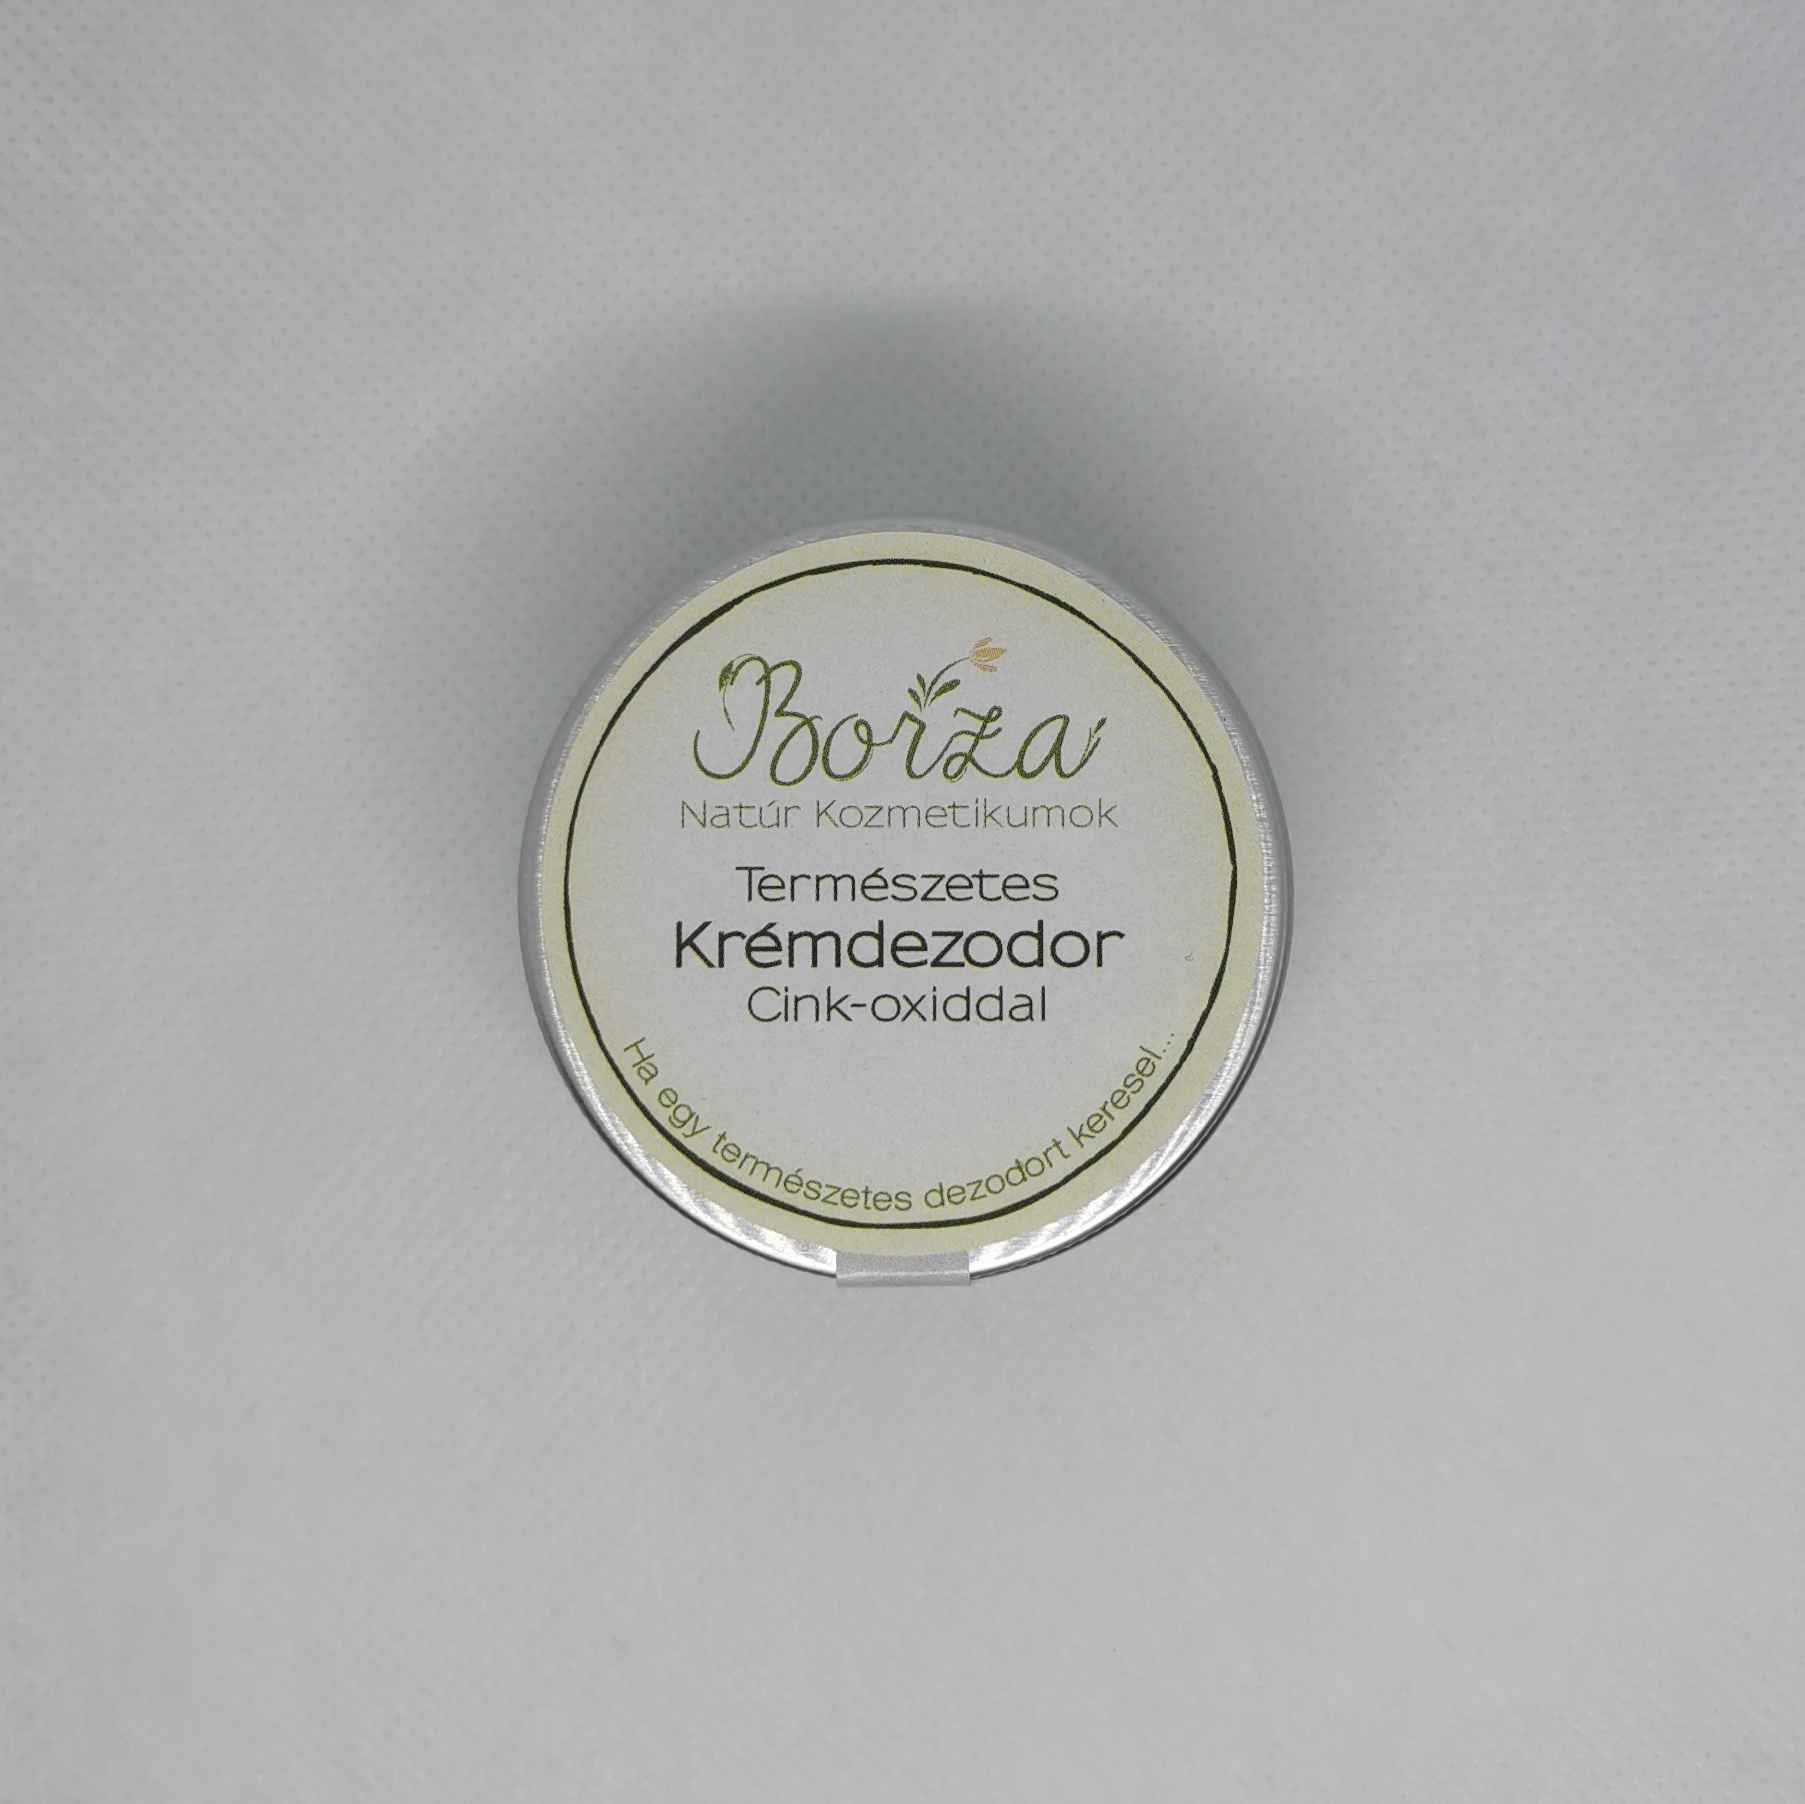 Borza
Natúr Kozmetikumok
Természetes
Krémdezodor
Cink-oxiddal
Ha egy természetes dezodort keresel...